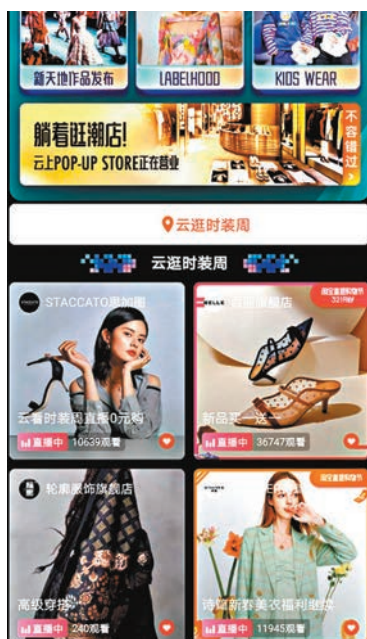 新天地作品发布
LABELHOOD
KIDS WEAR
躺着逛潮店!
云上POP-UP STORE正在营业
不容错过>
云逛时装周
云逛时装周
STACCATO思加图
云看时装周直播0元购
直播中 10639观看
新品买一送一
直播中 36747观看
轮廓服饰旗舰店
高级穿搭
直播中 240观看
诗篇新春美衣福利继续
直播中 11945观看